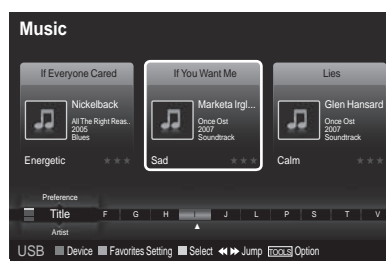 Music
If Everyone Cared
If You Want Me
Lies
Nickelback
All The Right Reas..
2005
Blues
Marketa Irgl...
Once Ost
2007
Soundtrack
Glen Hansard
Once Ost
2007
Soundtrack
Energetic
Sad
Calm
Preference
Title F G H I J L P S T V
Artist
USB Device Favorites Setting Select Jump TOOLS Option